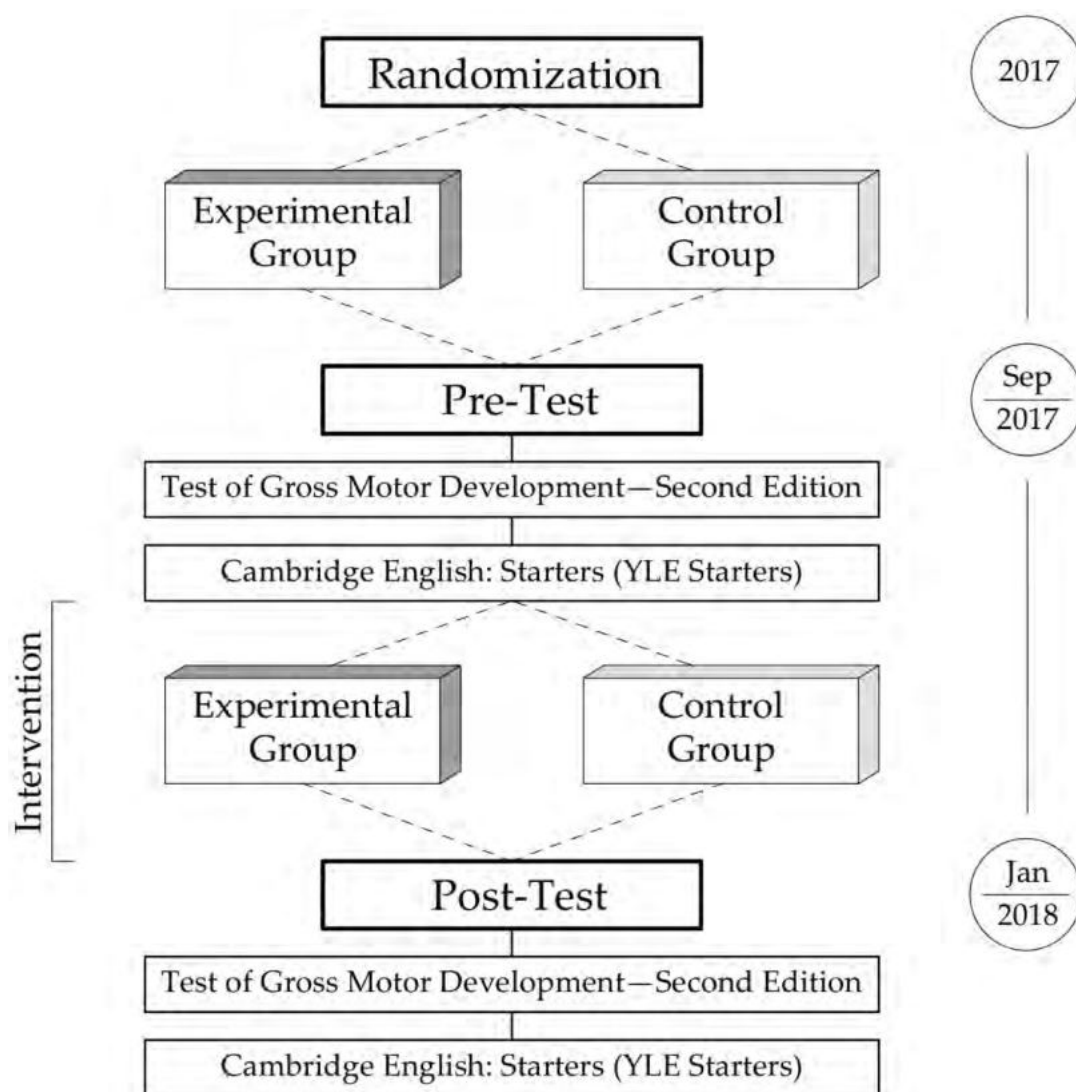 Randomization
2017
Experimental
Group
Control
Group
Pre-Test
Sep
2017
Test of Gross Motor Development—Second Edition
Cambridge English: Starters (YLE Starters)
Intervention
Experimental
Group
Control
Group
Post-Test
Jan
2018
Test of Gross Motor Development—Second Edition
Cambridge English: Starters (YLE Starters)